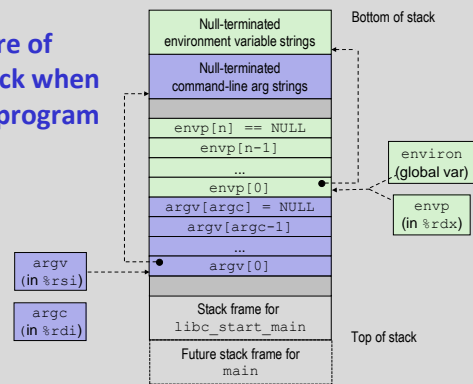 re of
ck when
program
Null-terminated
environment variable strings
Null-terminated
command-line arg strings
envp[n] == NULL
envp[n-1]
...
envp[0]
argv[argc] = NULL
argv[argc-1]
...
argv[0]
Stack frame for
libc_start_main
Future stack frame for
main
Bottom of stack
environ
(global var)
envp
(in %rdx)
argv
(in %rsi)
argc
(in %rdi)
Top of stack